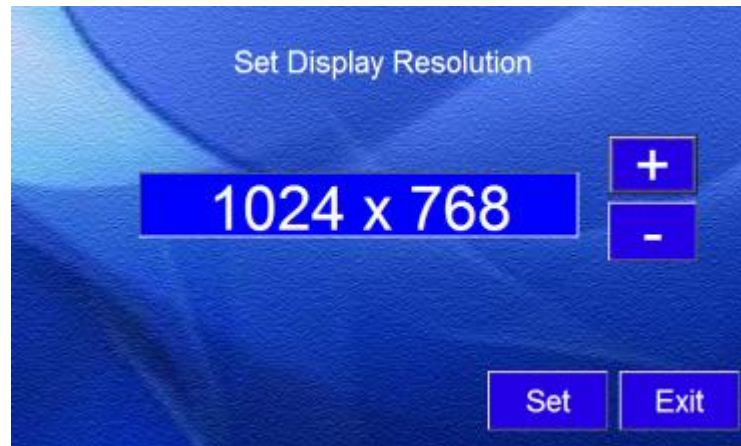 Set Display Resolution
1024 x 768
+
-
Set
Exit